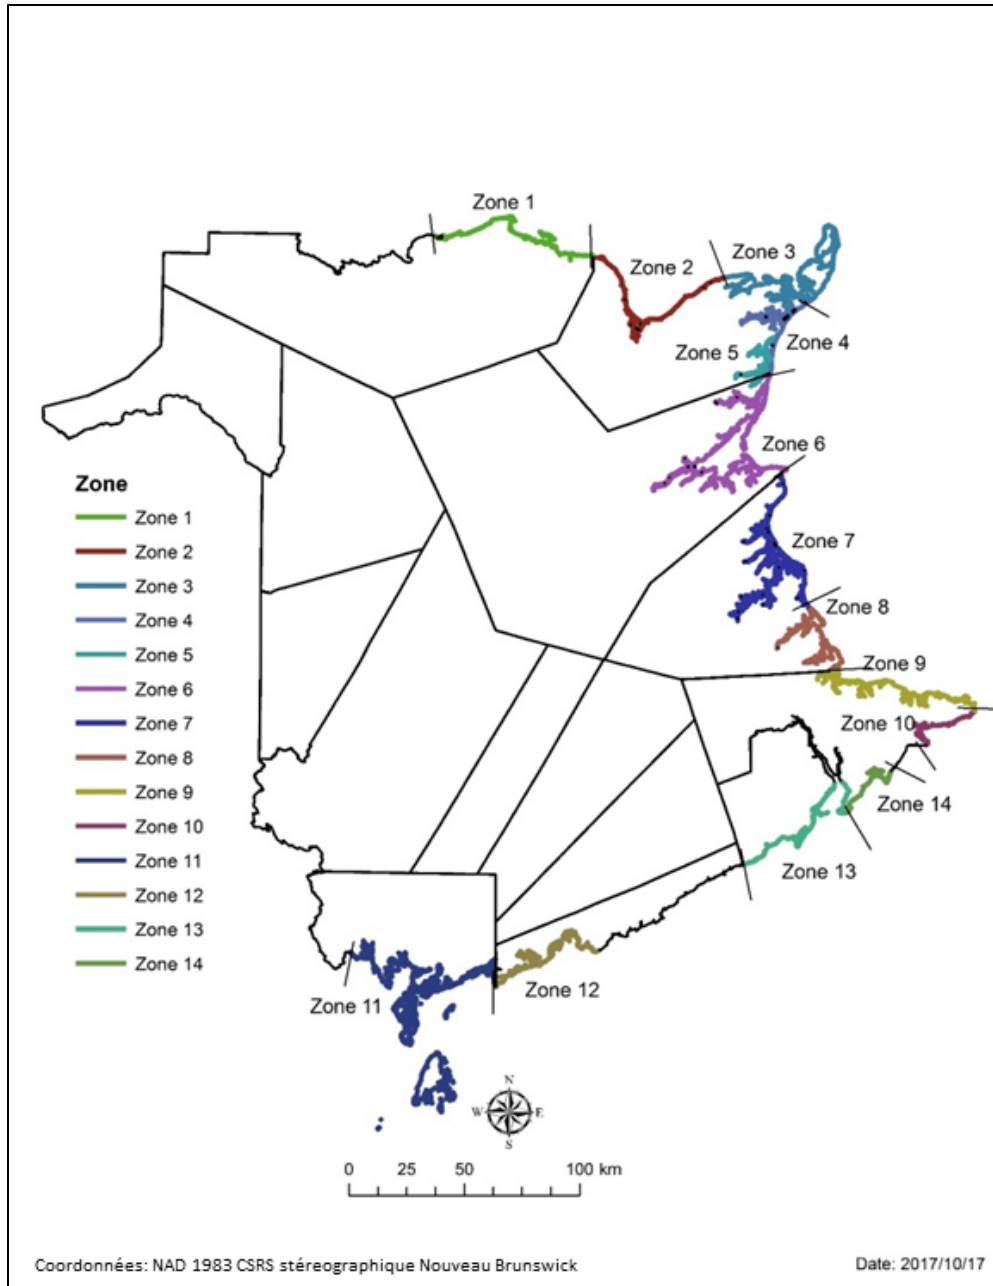 Zone 1
Zone 2
Zone 3
Zone 4
Zone 5
Zone 6
Zone 7
Zone 8
Zone 9
Zone 10
Zone 14
Zone 13
Zone 12
Zone 11
Zone
Zone 1
Zone 2
Zone 3
Zone 4
Zone 5
Zone 6
Zone 7
Zone 8
Zone 9
Zone 10
Zone 11
Zone 12
Zone 13
Zone 14
N
W E
S
0 25 50 100 km
Coordonnées: NAD 1983 CSRS stéreographique Nouveau Brunswick
Date: 2017/10/17